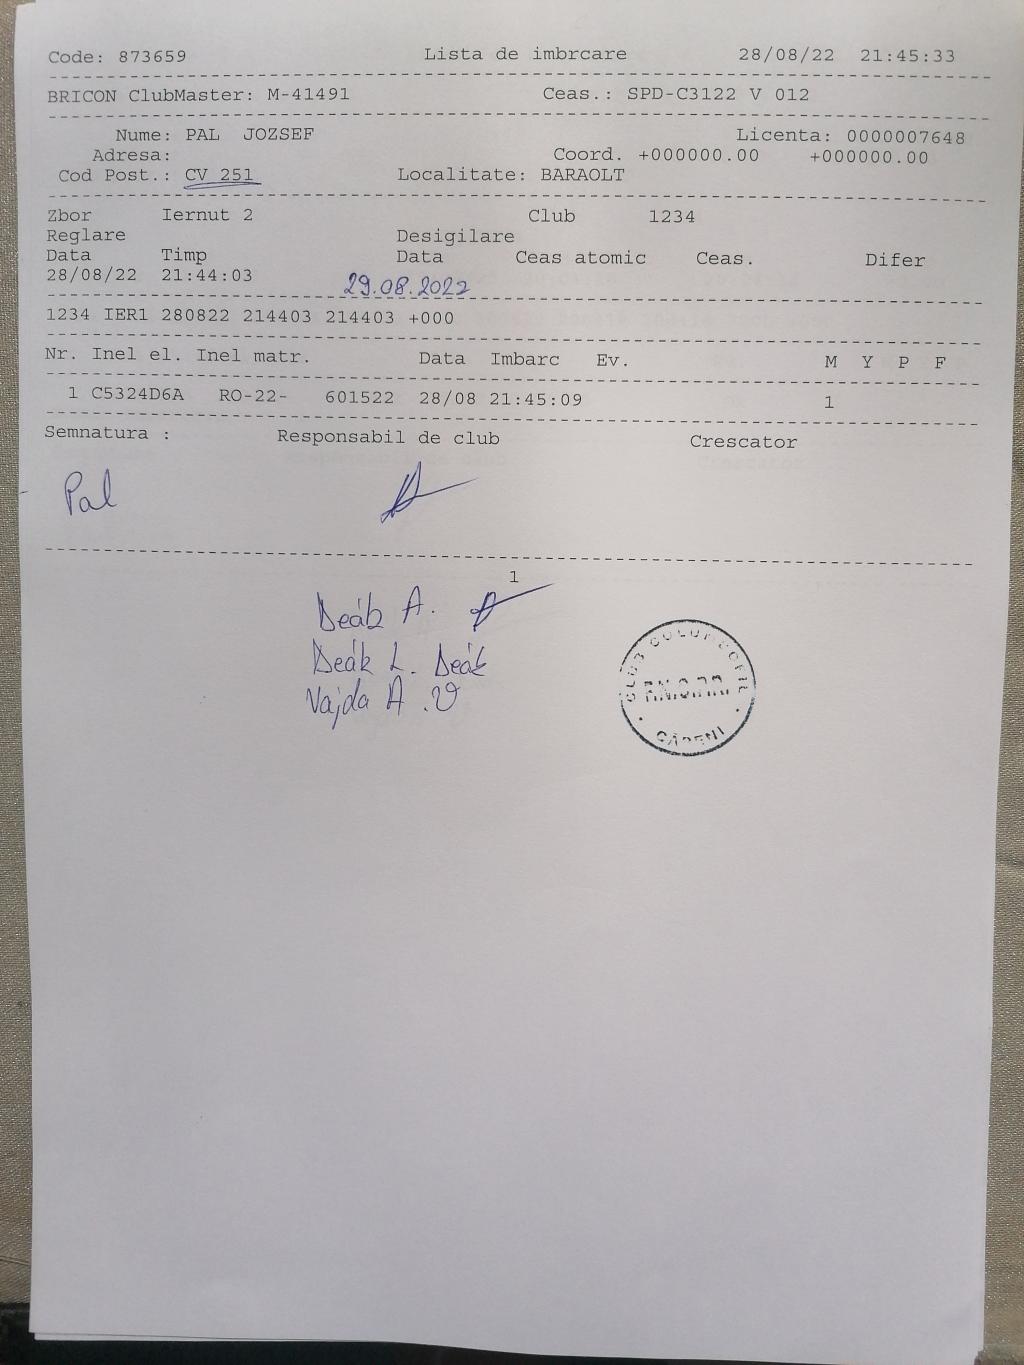 Code: 873659 Lista de imbrcare 28/08/22 21:45:33
BRICON ClubMaster: M-41491 Ceas.: SPD-C3122 V 012
Nume: PAL JOZSEF Licenta: 0000007648
Adresa: Coord. +000000.00 +000000.00
Cod Post.: CV 251 Localitate: BARAOLT
Zbor Iernut 2 Club 1234
Reglare Desigilare
Data Timp Data Ceas atomic Ceas. Difer
28/08/22 21:44:03 29.08.2022
1234 IER1 280822 214403 214403 +000
Nr. Inel el. Inel matr. Data Imbarc Ev. M Y P F
1 C5324D6A RO-22- 601522 28/08 21:45:09 1
Semnatura : Responsabil de club Crescator
Pal
1
Deák A.
Deák L. Deák
Vajda A. V
CLUB COLUMBOFIL
CĂPENI